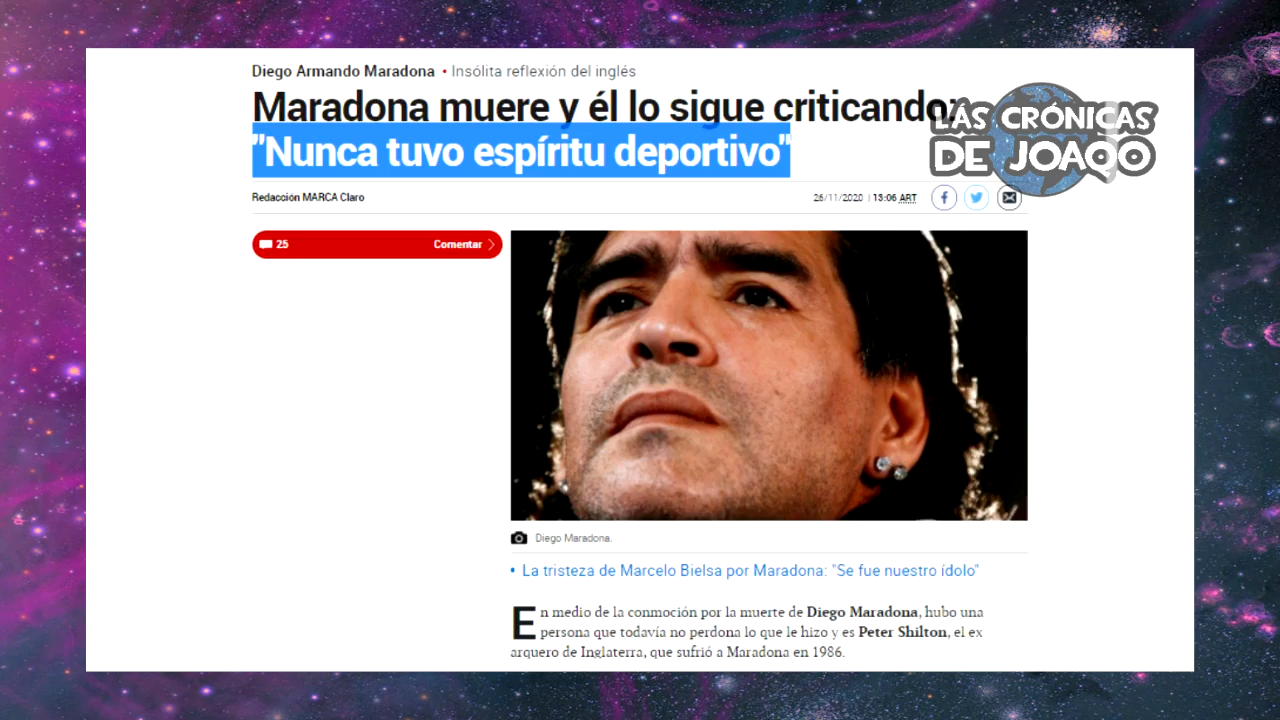 Diego Armando Maradona • Insólita reflexión del inglés
Maradona muere y él lo sigue criticando:
"Nunca tuvo espíritu deportivo"
LAS CRÓNICAS
DE JOAQO
Redacción MARCA Claro
26/11/2020 | 13:06 ART
25
Comentar
Diego Maradona.
• La tristeza de Marcelo Bielsa por Maradona: "Se fue nuestro ídolo"
En medio de la conmoción por la muerte de Diego Maradona, hubo una
persona que todavía no perdona lo que le hizo y es Peter Shilton, el ex
arquero de Inglaterra, que sufrió a Maradona en 1986.